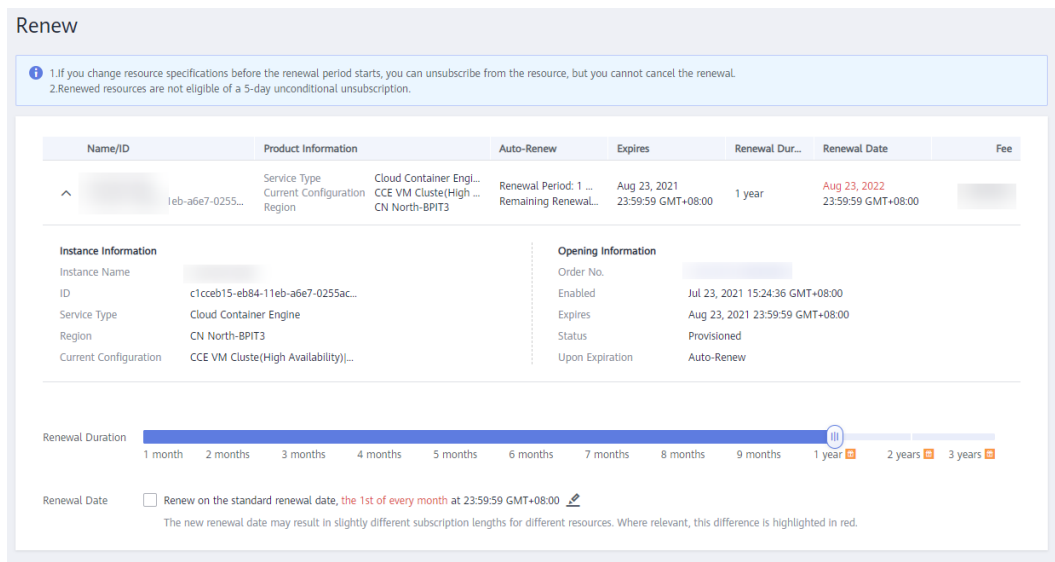 Renew
1.If you change resource specifications before the renewal period starts, you can unsubscribe from the resource, but you cannot cancel the renewal.
2.Renewed resources are not eligible of a 5-day unconditional unsubscription.
Name/ID Product Information Auto-Renew Expires Renewal Dur... Renewal Date Fee
Service Type Cloud Container Engi...
Current Configuration CCE VM Cluste(High ...
Region CN North-BPIT3
1eb-a6e7-0255...
Renewal Period: 1 ...
Remaining Renewal...
Aug 23, 2021
23:59:59 GMT+08:00
1 year
Aug 23, 2022
23:59:59 GMT+08:00
Instance Information
Instance Name
ID c1cceb15-eb84-11eb-a6e7-0255ac...
Service Type Cloud Container Engine
Region CN North-BPIT3
Current Configuration CCE VM Cluste(High Availability)|...
Opening Information
Order No.
Enabled Jul 23, 2021 15:24:36 GMT+08:00
Expires Aug 23, 2021 23:59:59 GMT+08:00
Status Provisioned
Upon Expiration Auto-Renew
Renewal Duration
1 month 2 months 3 months 4 months 5 months 6 months 7 months 8 months 9 months 1 year 2 years 3 years
Renewal Date Renew on the standard renewal date, the 1st of every month at 23:59:59 GMT+08:00
The new renewal date may result in slightly different subscription lengths for different resources. Where relevant, this difference is highlighted in red.